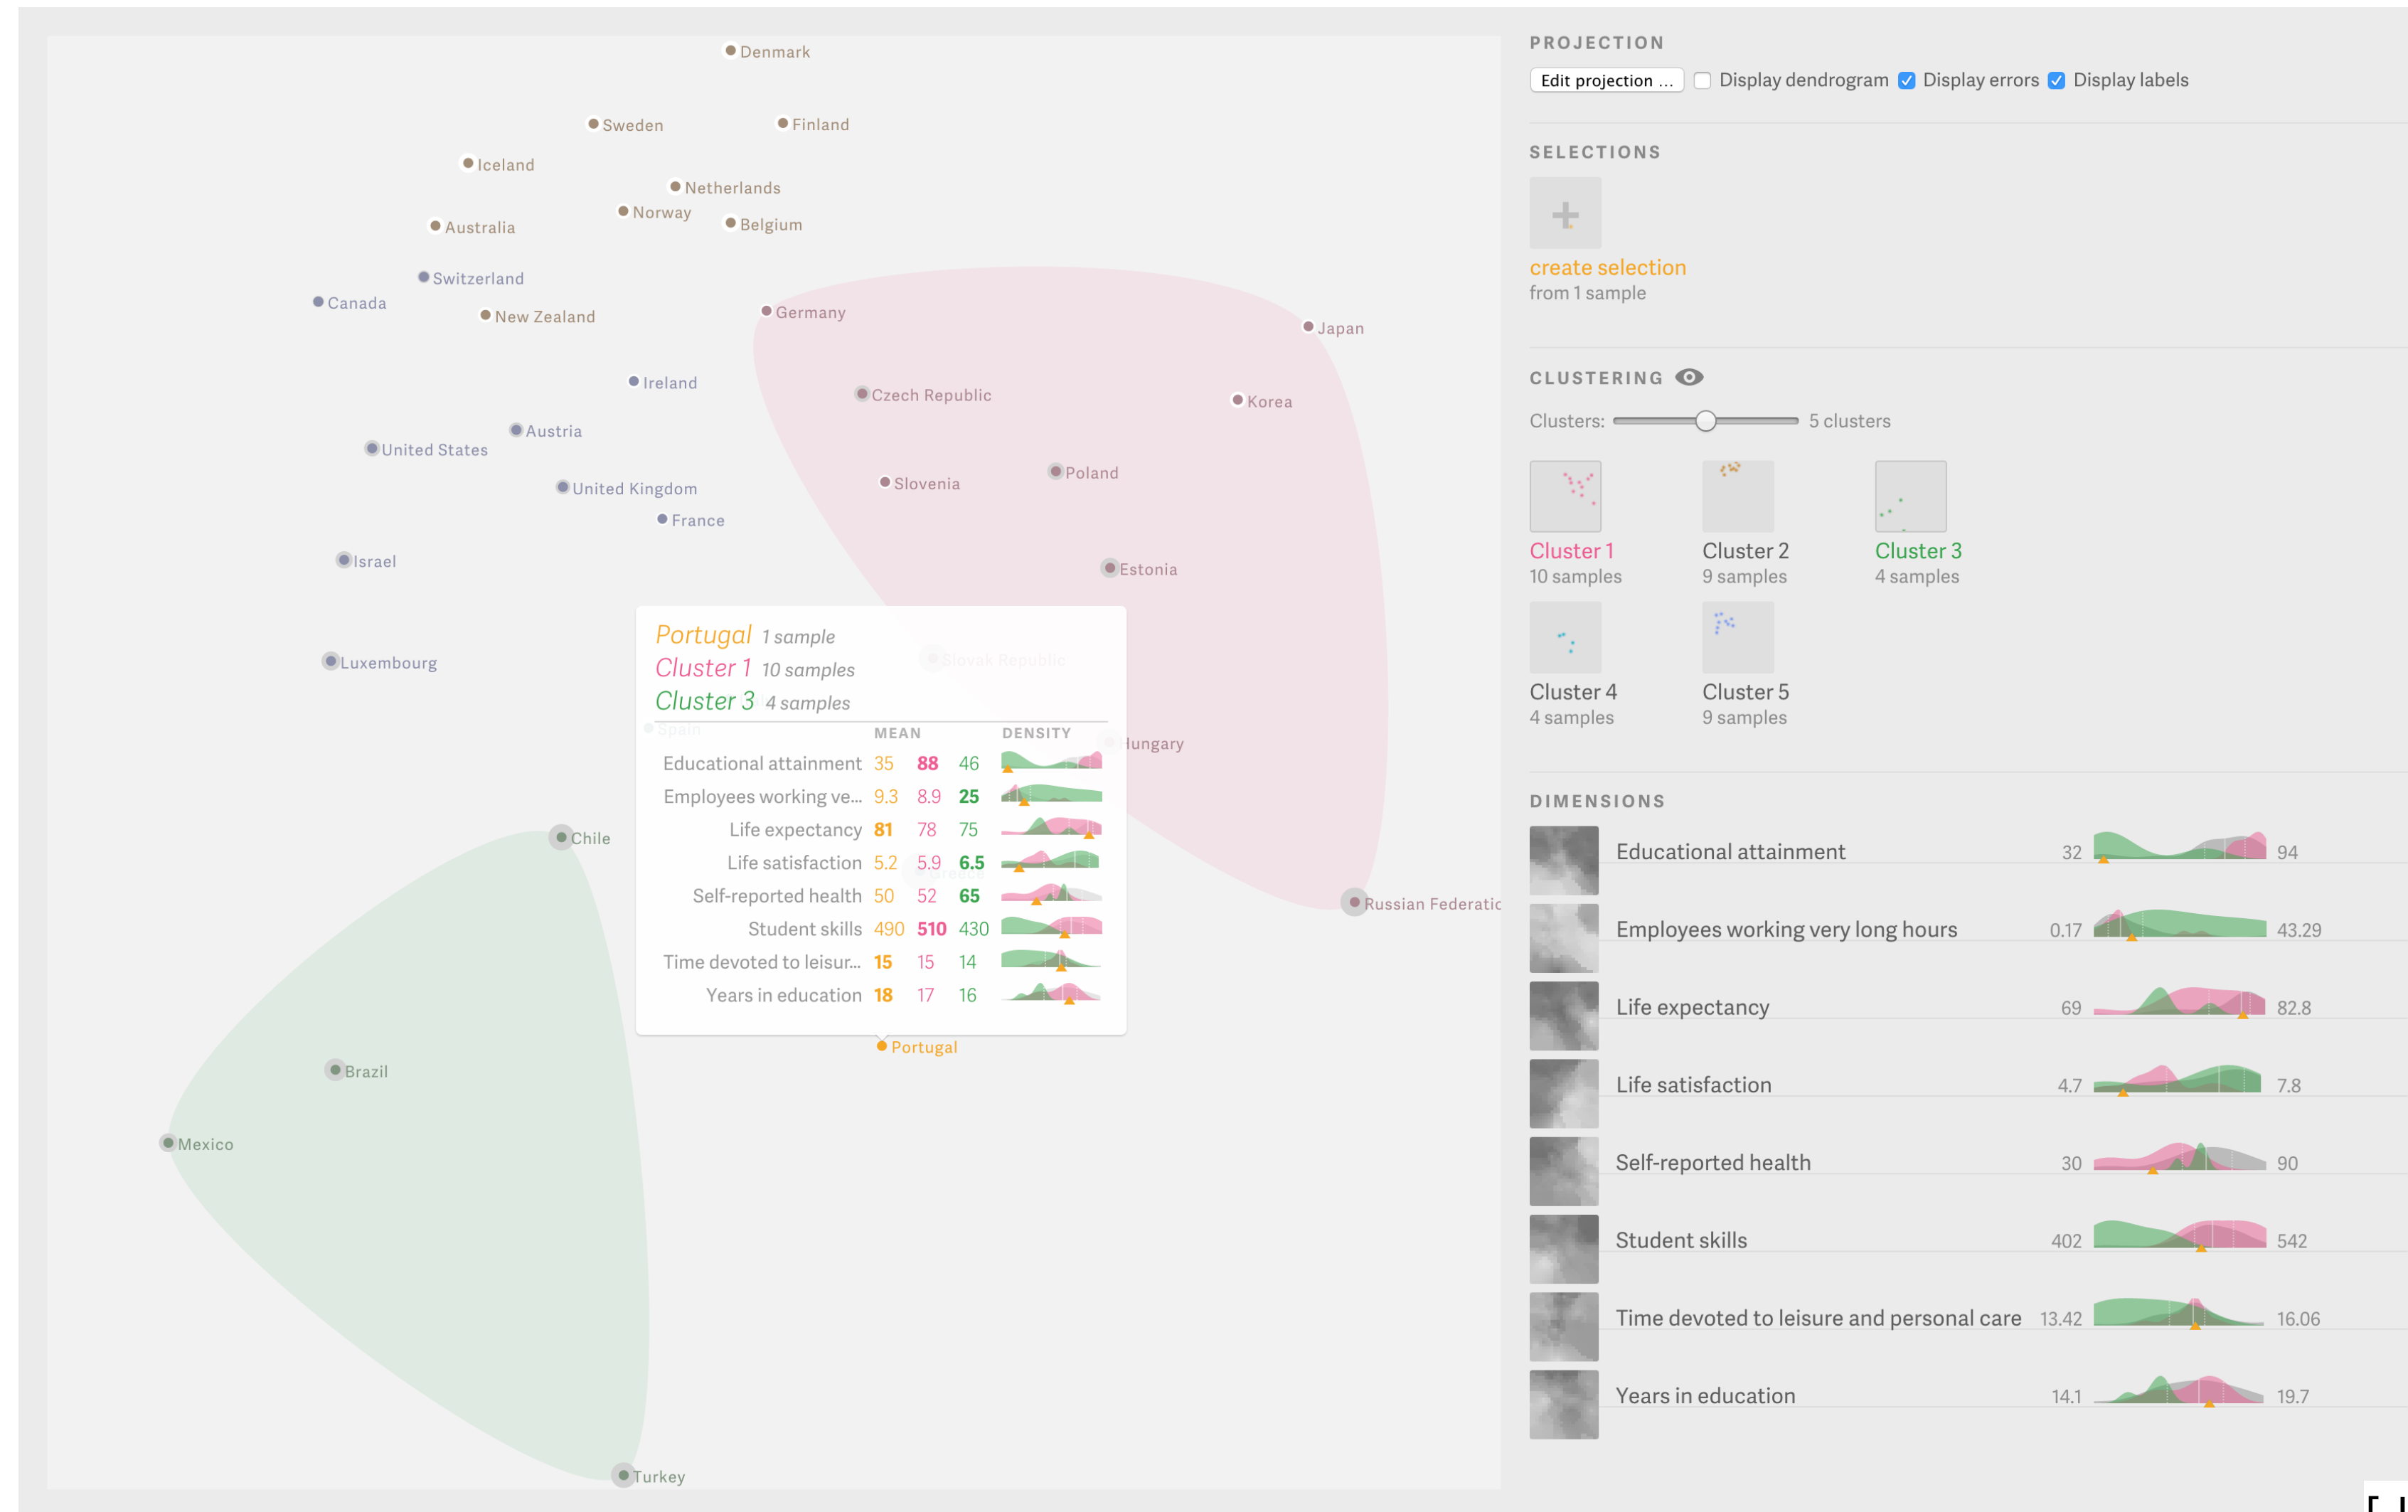 Denmark
Sweden
Finland
Iceland
Netherlands
Norway
Australia
Belgium
Switzerland
Canada
New Zealand
Germany
Japan
Ireland
Czech Republic
Korea
Austria
United States
Poland
Slovenia
United Kingdom
France
Israel
Estonia
Luxembourg
Slovak Republic
Spain
Hungary
Portugal 1 sample
Cluster 1 10 samples
Cluster 3 4 samples
MEAN DENSITY
Educational attainment 35 88 46
Employees working ve... 9.3 8.9 25
Life expectancy 81 78 75
Life satisfaction 5.2 5.9 6.5
Greece
Self-reported health 50 52 65
Student skills 490 510 430
Time devoted to leisur... 15 15 14
Years in education 18 17 16
Chile
Russian Federatic
Portugal
Brazil
Mexico
Turkey
PROJECTION
Edit projection ... Display dendrogram Display errors Display labels
SELECTIONS
create selection
from 1 sample
CLUSTERING
Clusters: 5 clusters
Cluster 1 Cluster 2 Cluster 3
10 samples 9 samples 4 samples
Cluster 4 Cluster 5
4 samples 9 samples
DIMENSIONS
Educational attainment 32 94
Employees working very long hours 0.17 43.29
Life expectancy 69 82.8
Life satisfaction 4.7 7.8
Self-reported health 30 90
Student skills 402 542
Time devoted to leisure and personal care 13.42 16.06
Years in education 14.1 19.7